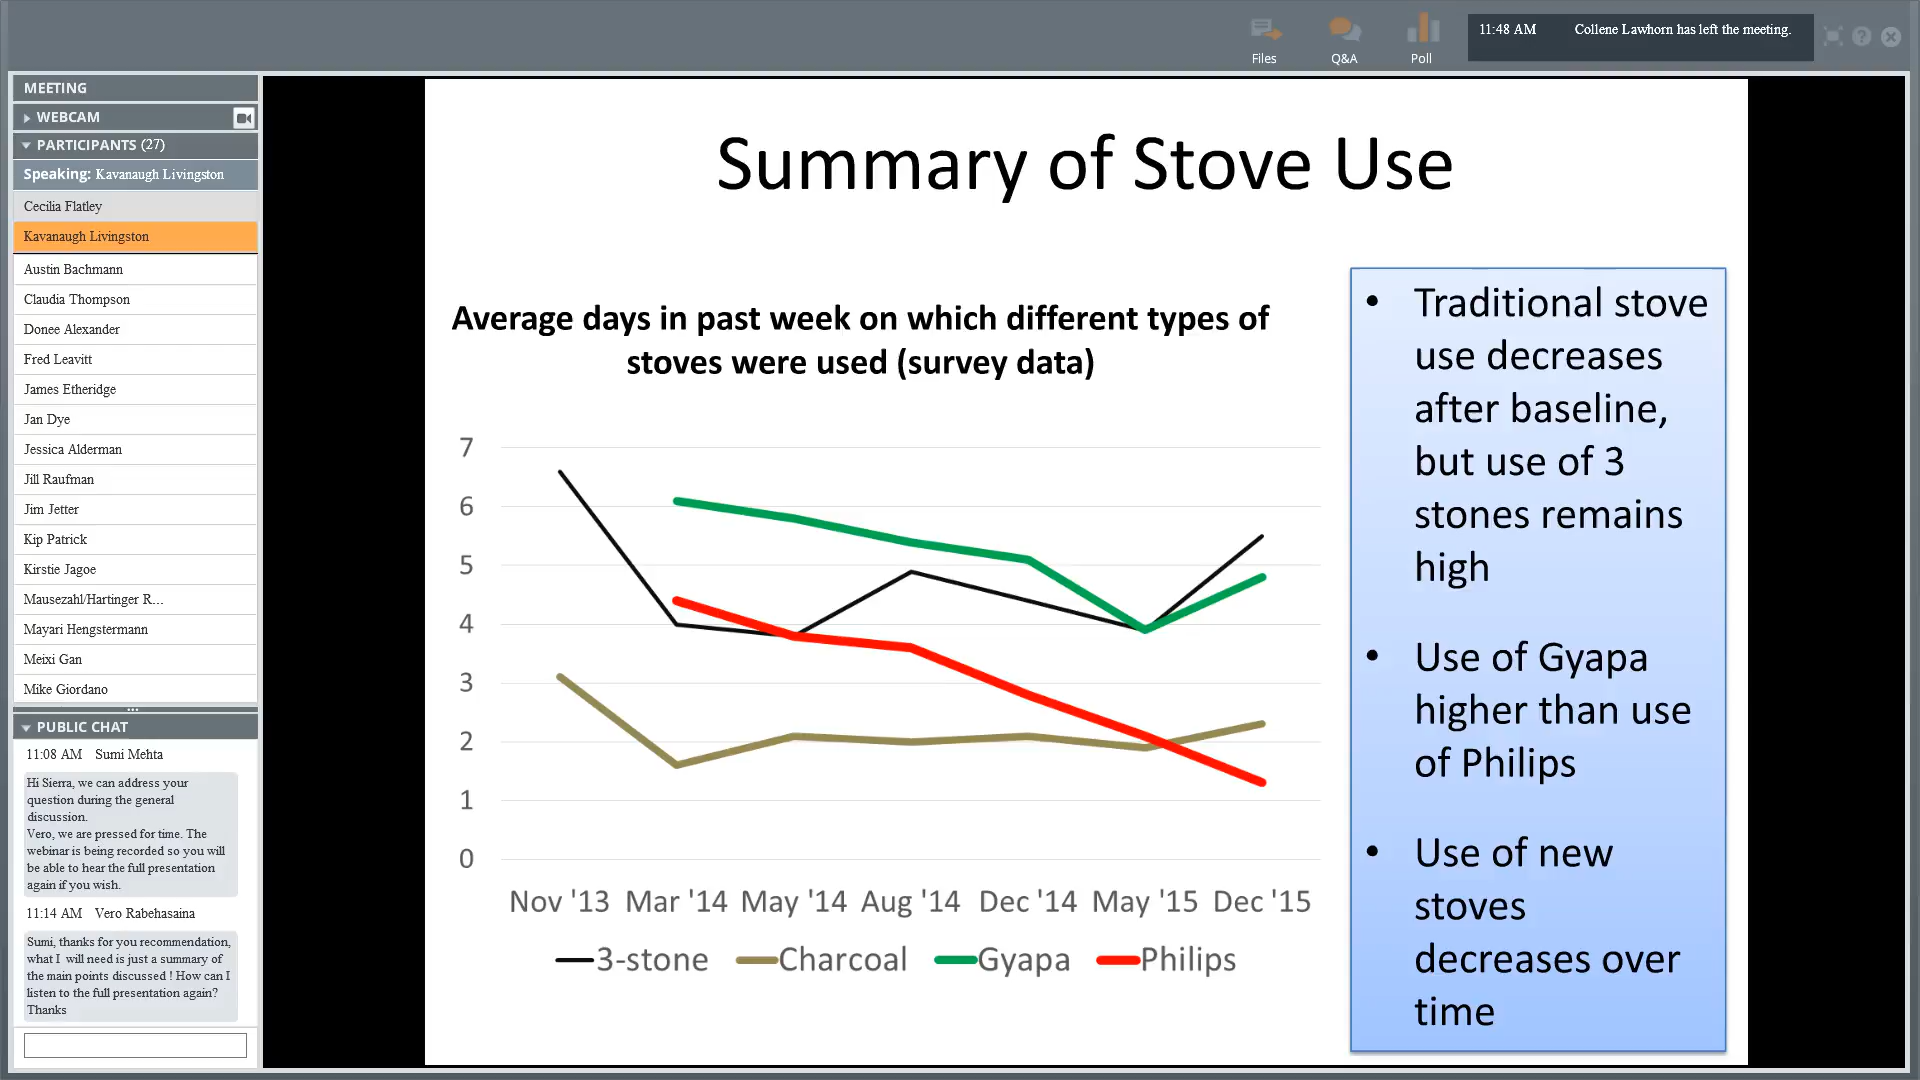 Files
Q&A
Poll
11:48 AM Collene Lawhorn has left the meeting.
MEETING
WEBCAM
PARTICIPANTS (27)
Speaking: Kavanaugh Livingston
Cecilia Flatley
Kavanaugh Livingston
Austin Bachmann
Claudia Thompson
Donee Alexander
Fred Leavitt
James Etheridge
Jan Dye
Jessica Alderman
Jill Raufman
Jim Jetter
Kip Patrick
Kirstie Jagoe
Mausezahl/Hartinger R...
Mayari Hengstermann
Meixi Gan
Mike Giordano
PUBLIC CHAT
11:08 AM Sumi Mehta
Hi Sierra, we can address your
question during the general
discussion.
Vero, we are pressed for time. The
webinar is being recorded so you will
be able to hear the full presentation
again if you wish.
11:14 AM Vero Rabehasaina
Sumi, thanks for you recommendation,
what I will need is just a summary of
the main points discussed ! How can I
listen to the full presentation again?
Thanks
Summary of Stove Use
Average days in past week on which different types of
stoves were used (survey data)
7
6
5
4
3
2
1
0
Nov '13 Mar '14 May '14 Aug '14 Dec '14 May '15 Dec '15
3-stone Charcoal Gyapa Philips
• Traditional stove
use decreases
after baseline,
but use of 3
stones remains
high
• Use of Gyapa
higher than use
of Philips
• Use of new
stoves
decreases over
time